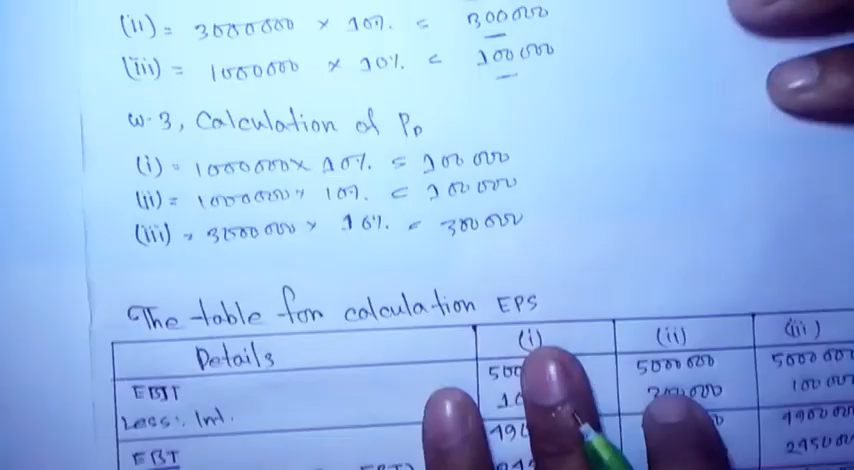 (ii) = 3000000 × 10% = 300000
(iii) = 1000000 × 10% = 100000
W-3, Calculation of PD
(i) = 1000000 × 10% = 100000
(ii) = 1000000 × 10% = 100000
(iii) = 3000000 × 10% = 300000
The table for calculation EPS
Details (i) (ii) (iii)
EBIT 5000000 5000000
Less: Int. 100000
EBT 4900000
2450000